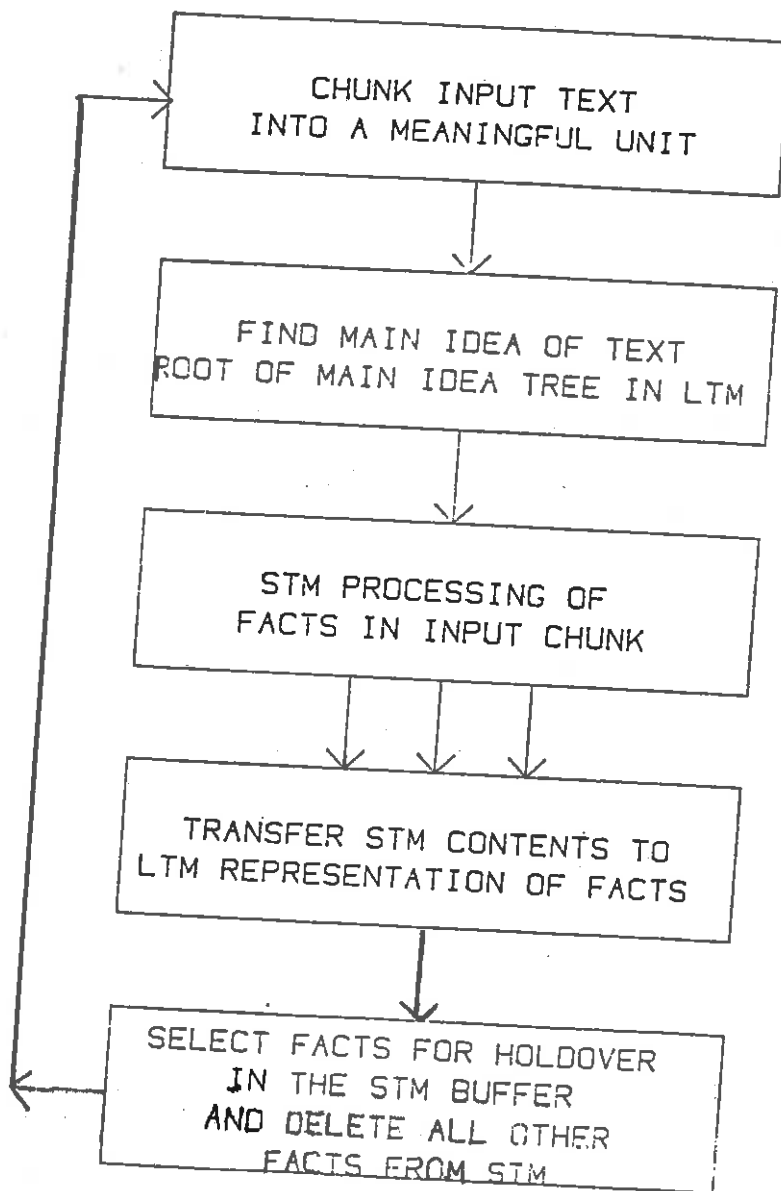 CHUNK INPUT TEXT
INTO A MEANINGFUL UNIT
FIND MAIN IDEA OF TEXT
ROOT OF MAIN IDEA TREE IN LTM
STM PROCESSING OF
FACTS IN INPUT CHUNK
TRANSFER STM CONTENTS TO
LTM REPRESENTATION OF FACTS
SELECT FACTS FOR HOLDOVER
IN THE STM BUFFER
AND DELETE ALL OTHER
FACTS FROM STM